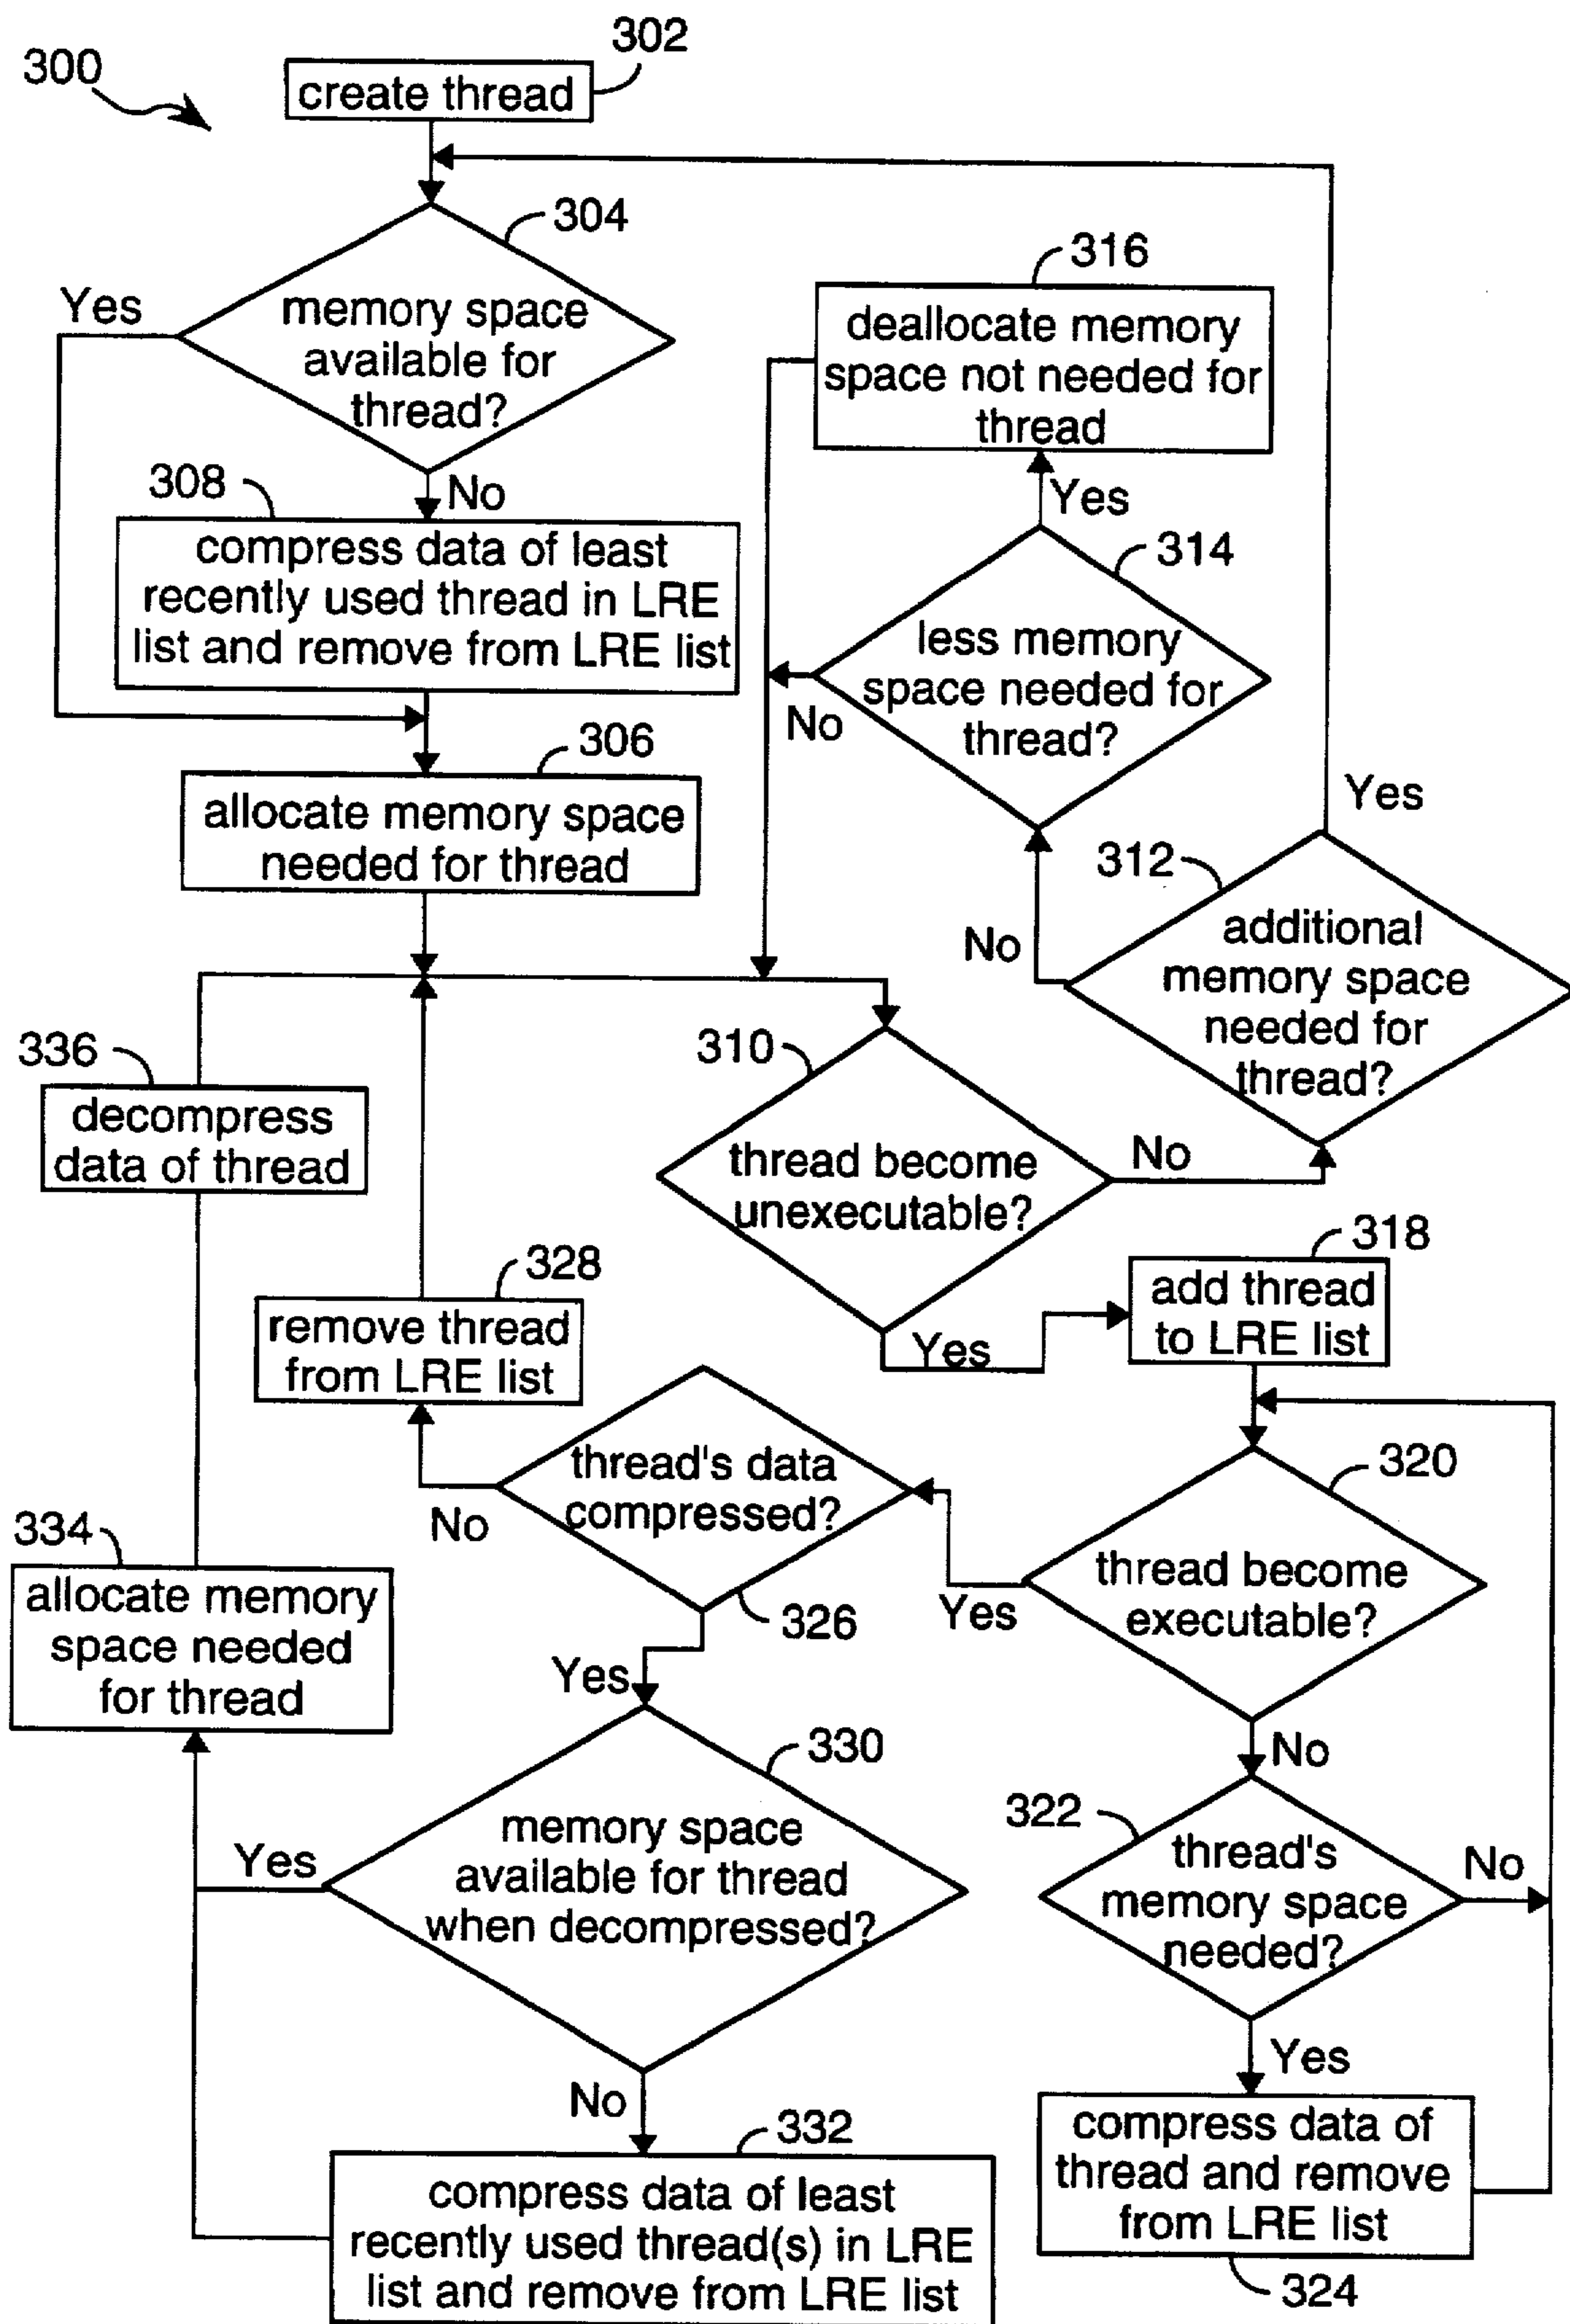 300
302
create thread
304
Yes
memory space
available for
thread?
No
308
compress data of least
recently used thread in LRE
list and remove from LRE list
306
allocate memory space
needed for thread
316
deallocate memory
space not needed for
thread
Yes
314
less memory
space needed for
thread?
No
Yes
312
additional
memory space
needed for
thread?
No
310
thread become
unexecutable?
No
Yes
336
decompress
data of thread
328
remove thread
from LRE list
318
add thread
to LRE list
320
thread become
executable?
Yes
No
thread's data
compressed?
326
No
Yes
334
allocate memory
space needed
for thread
330
memory space
available for thread
when decompressed?
Yes
No
322
thread's
memory space
needed?
No
Yes
332
compress data of least
recently used thread(s) in LRE
list and remove from LRE list
compress data of
thread and remove
from LRE list
324